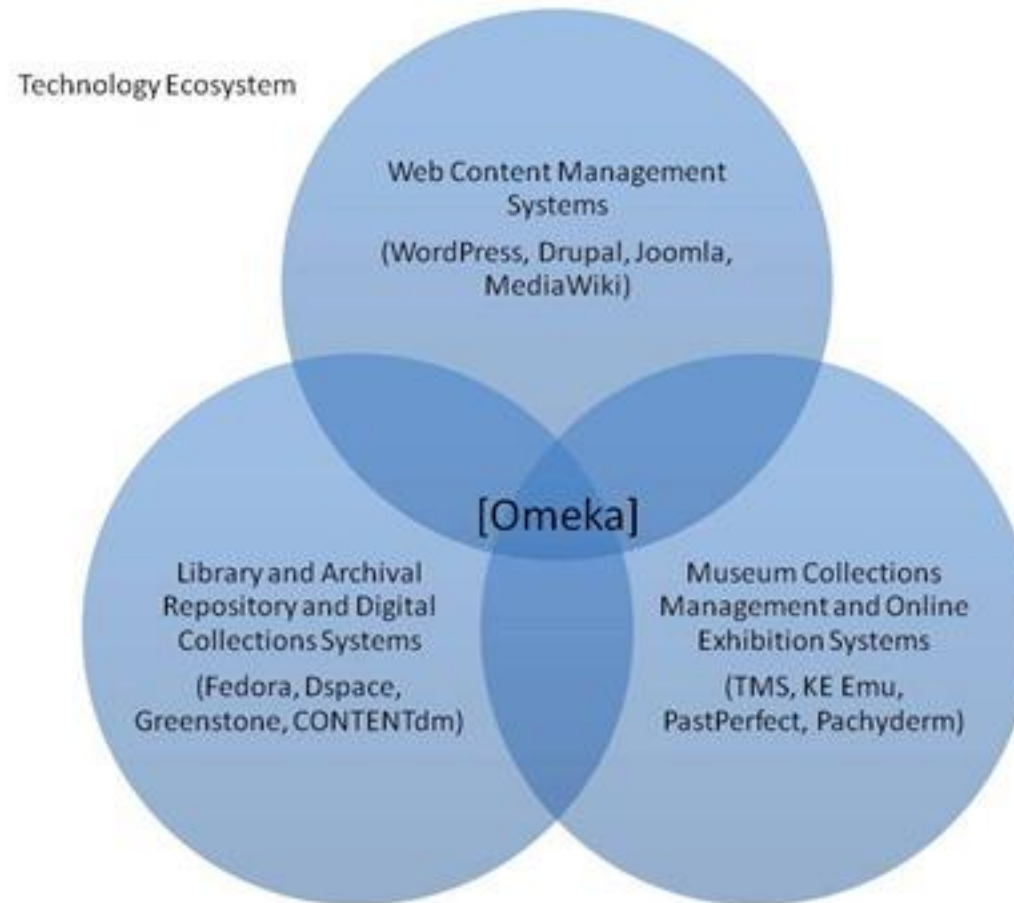 Technology Ecosystem
Web Content Management
Systems
(WordPress, Drupal, Joomla,
MediaWiki)
[Omeka]
Library and Archival
Repository and Digital
Collections Systems
(Fedora, Dspace,
Greenstone, CONTENTdm)
Museum Collections
Management and Online
Exhibition Systems
(TMS, KE Emu,
PastPerfect, Pachyderm)